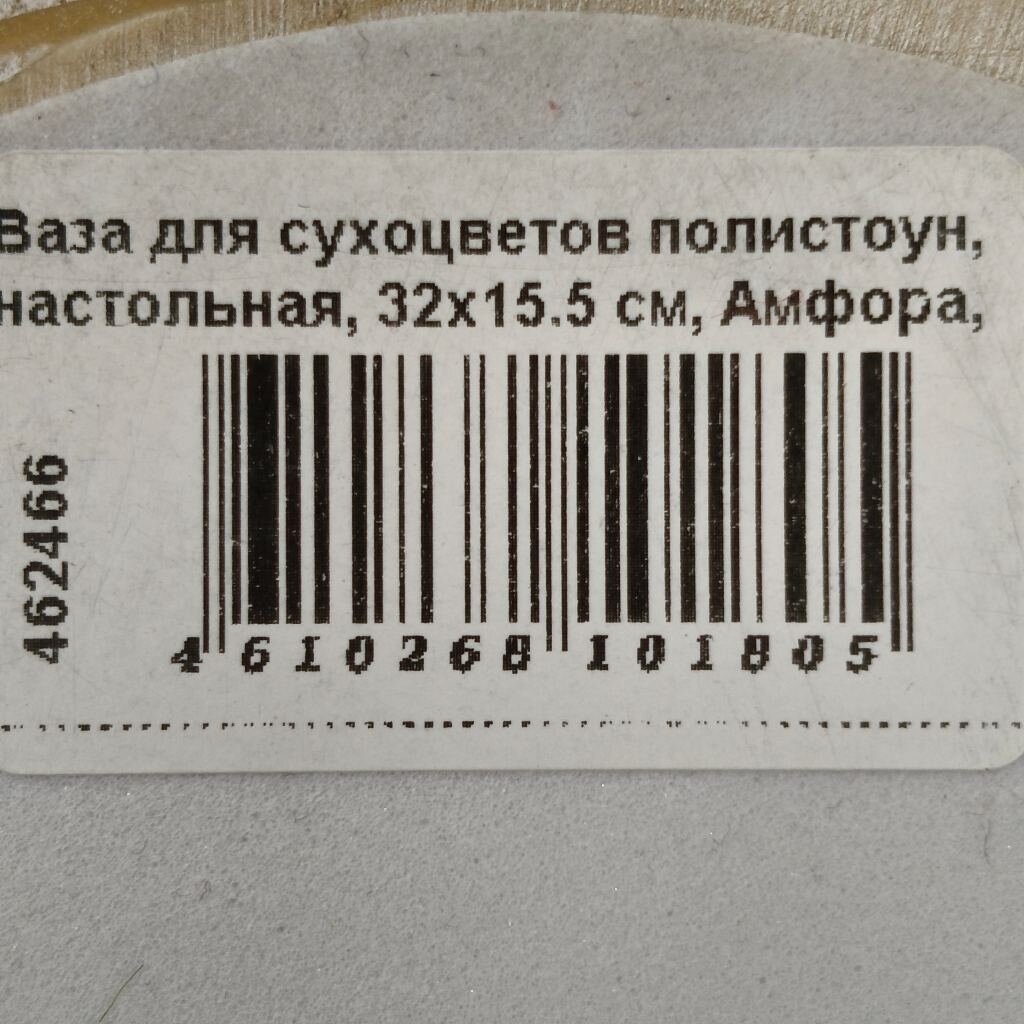 Ваза для сухоцветов полистоун,
настольная, 32х15.5 см, Амфора,
462466
4 610268 101805